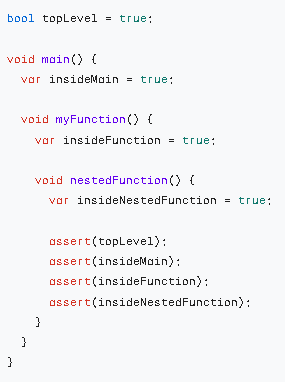 bool topLevel = true;

void main() {
  var insideMain = true;

  void myFunction() {
    var insideFunction = true;

    void nestedFunction() {
      var insideNestedFunction = true;

      assert(topLevel);
      assert(insideMain);
      assert(insideFunction);
      assert(insideNestedFunction);
    }
  }
}